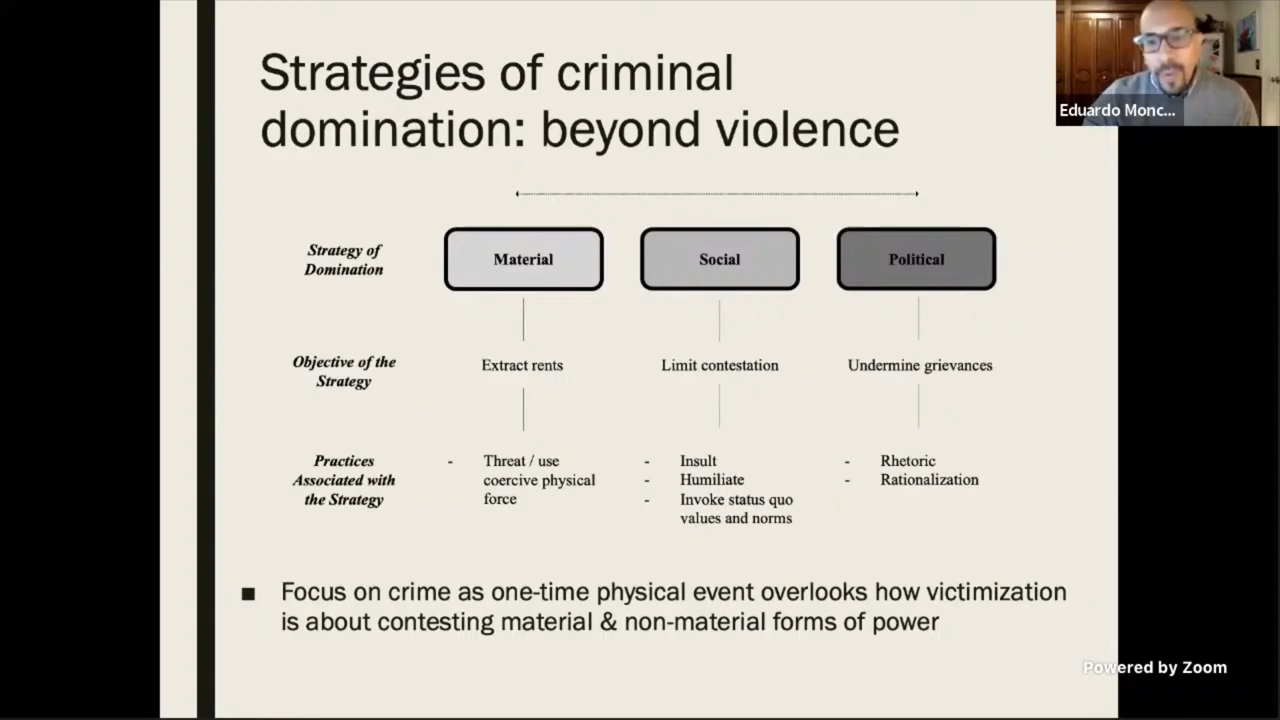 Strategies of criminal
domination: beyond violence
Eduardo Monc...
Strategy of
Domination
Material
Social
Political
Objective of the
Strategy
Extract rents
Limit contestation
Undermine grievances
Practices
Associated with
the Strategy
- Threat / use
coercive physical
force
- Insult
- Humiliate
- Invoke status quo
values and norms
- Rhetoric
- Rationalization
■ Focus on crime as one-time physical event overlooks how victimization
is about contesting material & non-material forms of power
Powered by Zoom